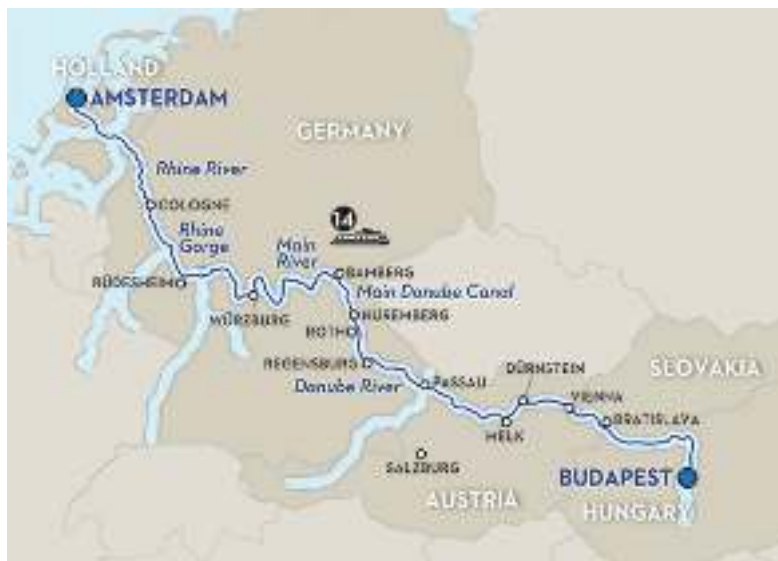 HOLLAND
AMSTERDAM
GERMANY
Rhine River
COLOGNE
14
Rhine
Gorge
Main
River
BAMBERG
RÜDESHEIM
Main Danube Canal
WÜRZBURG
NUREMBERG
ROTH
REGENSBURG
SLOVAKIA
DÜRNSTEIN
Danube River
PASSAU
VIENNA
BRATISLAVA
MELK
SALZBURG
BUDAPEST
AUSTRIA
HUNGARY